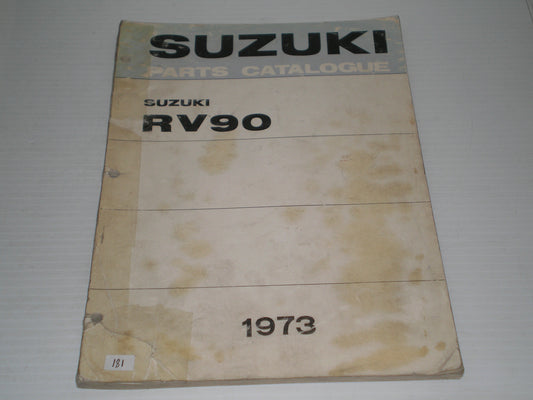 SUZUKI
PARTS CATALOGUE
SUZUKI
RV90
1973
181